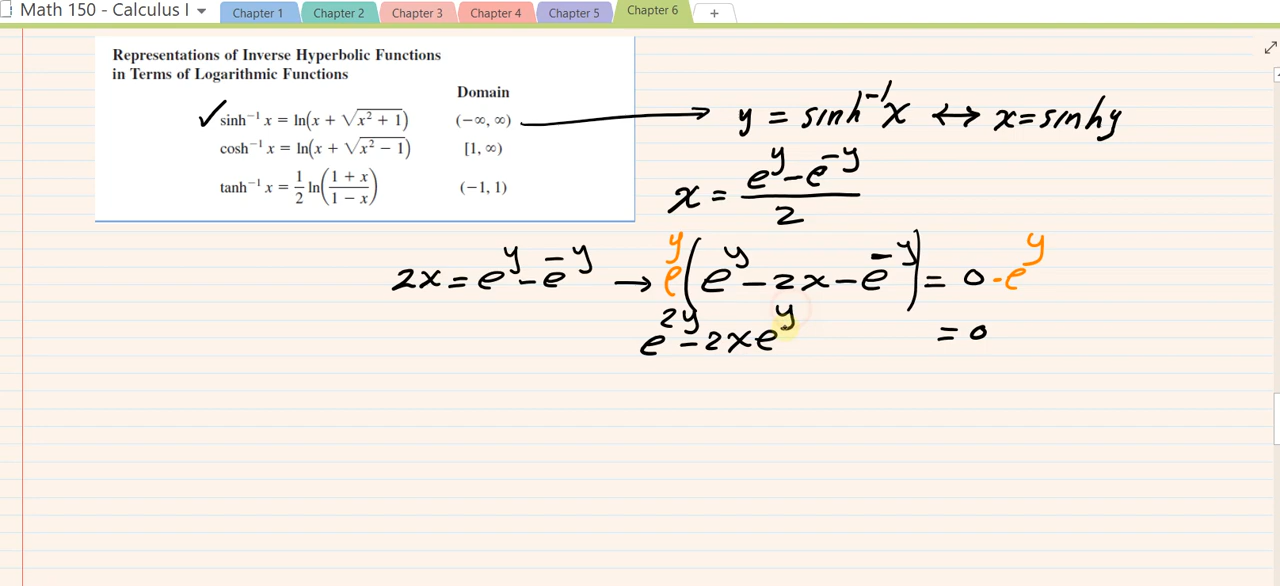 Math 150 - Calculus I
Chapter 1
Chapter 2
Chapter 3
Chapter 4
Chapter 5
Chapter 6
+
Representations of Inverse Hyperbolic Functions
in Terms of Logarithmic Functions
Domain
✓ sinh⁻¹ x = ln(x + √(x² + 1)) (−∞, ∞)
cosh⁻¹ x = ln(x + √(x² − 1)) [1, ∞)
tanh⁻¹ x = 1/2 ln((1 + x)/(1 − x)) (−1, 1)
→ y = sinh⁻¹x ↔ x = sinhy
x = (e^y − e^−y)/2
2x = e^y − e^−y → e^y(e^y − 2x − e^−y) = 0·e^y
e^2y − 2xe^y = 0